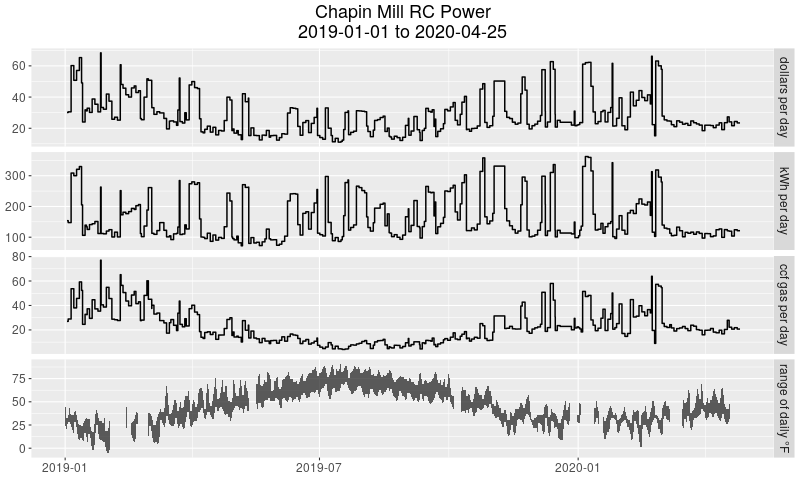 Chapin Mill RC Power
2019-01-01 to 2020-04-25
60
40
20
dollars per day
300
200
100
kWh per day
80
60
40
20
ccf gas per day
75
50
25
0
range of daily °F
2019-01
2019-07
2020-01